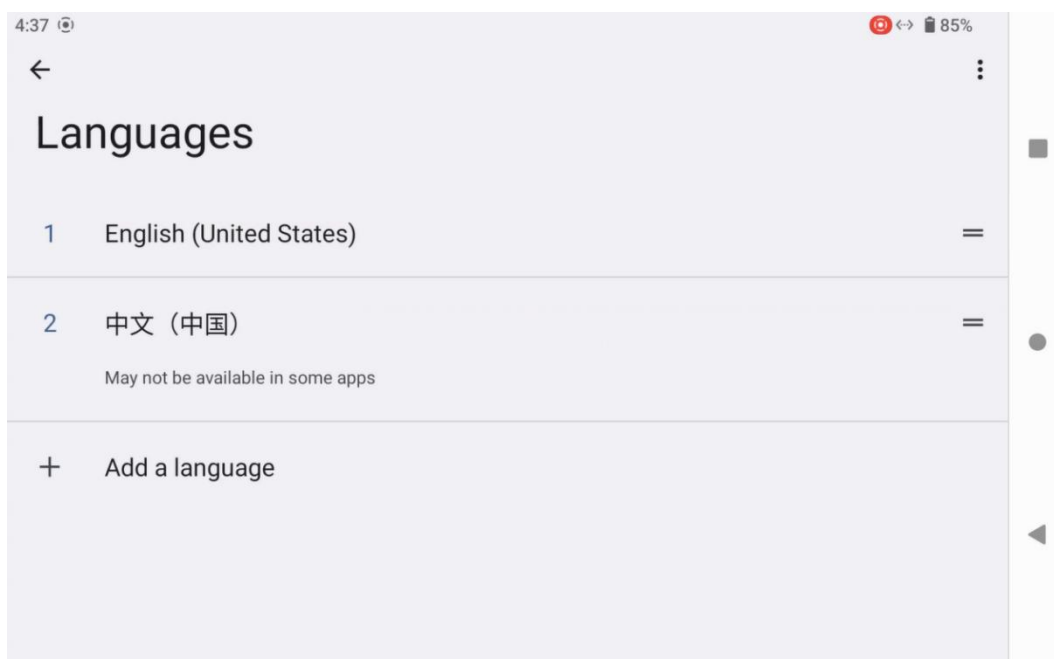 4:37
85%
Languages
1 English (United States)
2 中文（中国）
May not be available in some apps
+ Add a language